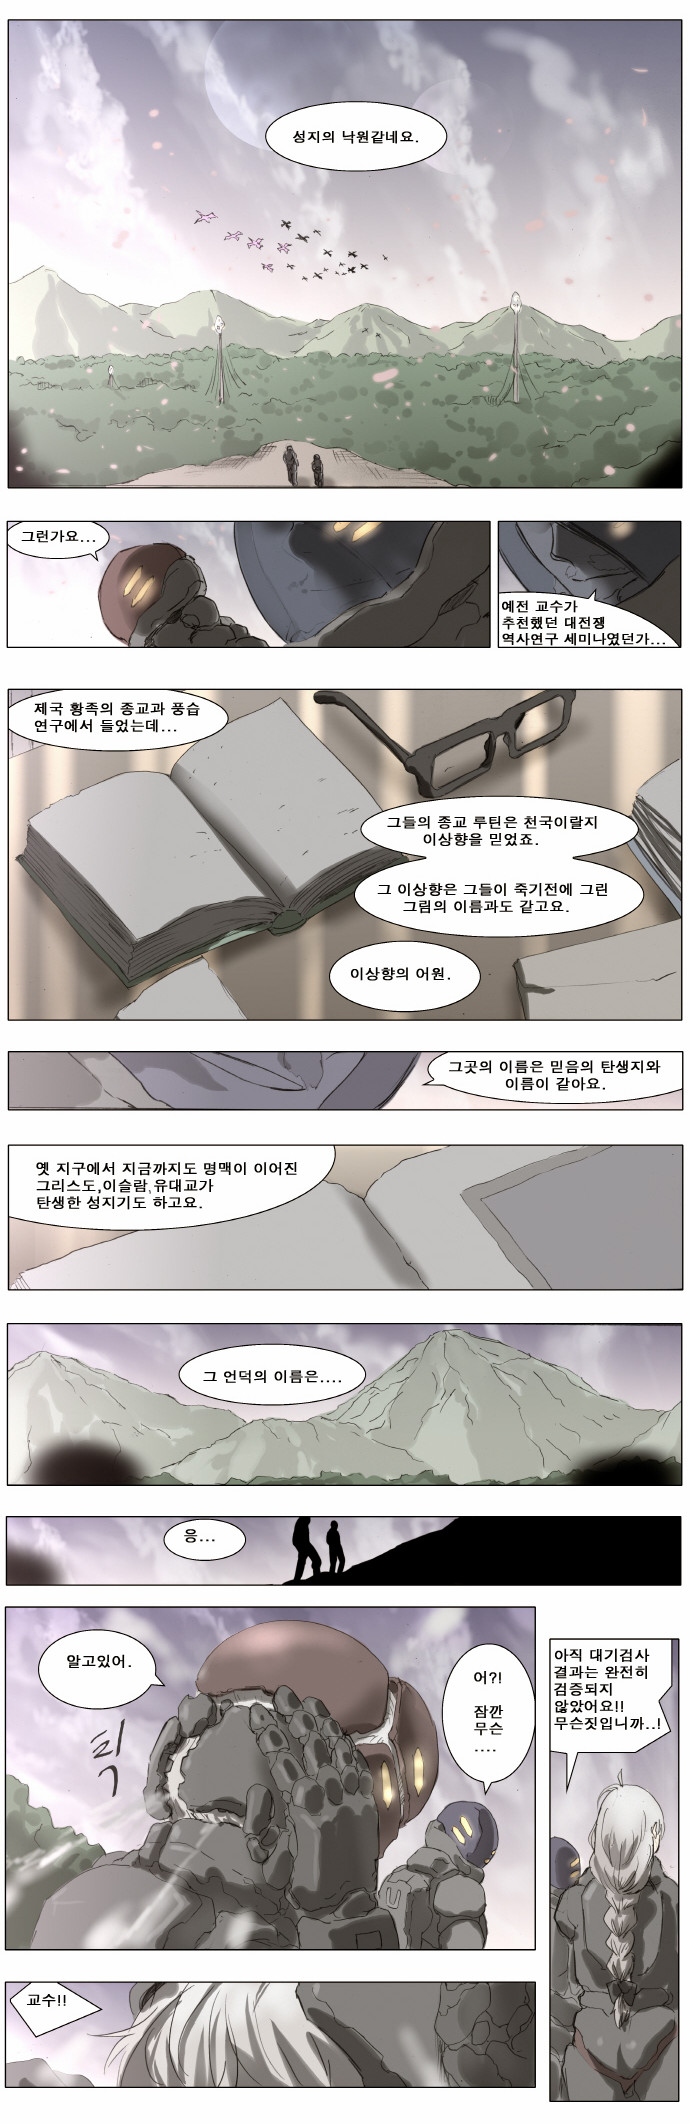 성지의 낙원같네요.
그런가요...
예전 교수가
추천했던 대전쟁
역사연구 세미나였던가...
제국 황족의 종교과 풍습
연구에서 들었는데...
그들의 종교 루틴은 천국이랄지
이상향을 믿었죠.
그 이상향은 그들이 죽기전에 그린
그림의 이름과도 같고요.
이상향의 어원.
그곳의 이름은 믿음의 탄생지와
이름이 같아요.
옛 지구에서 지금까지도 명맥이 이어진
그리스도,이슬람,유대교가
탄생한 성지기도 하고요.
그 언덕의 이름은....
응...
알고있어.
어?!
잠깐
무슨
....
틱
아직 대기검사
결과는 완전히
검증되지
않았어요!!
무슨짓입니까..!
교수!!